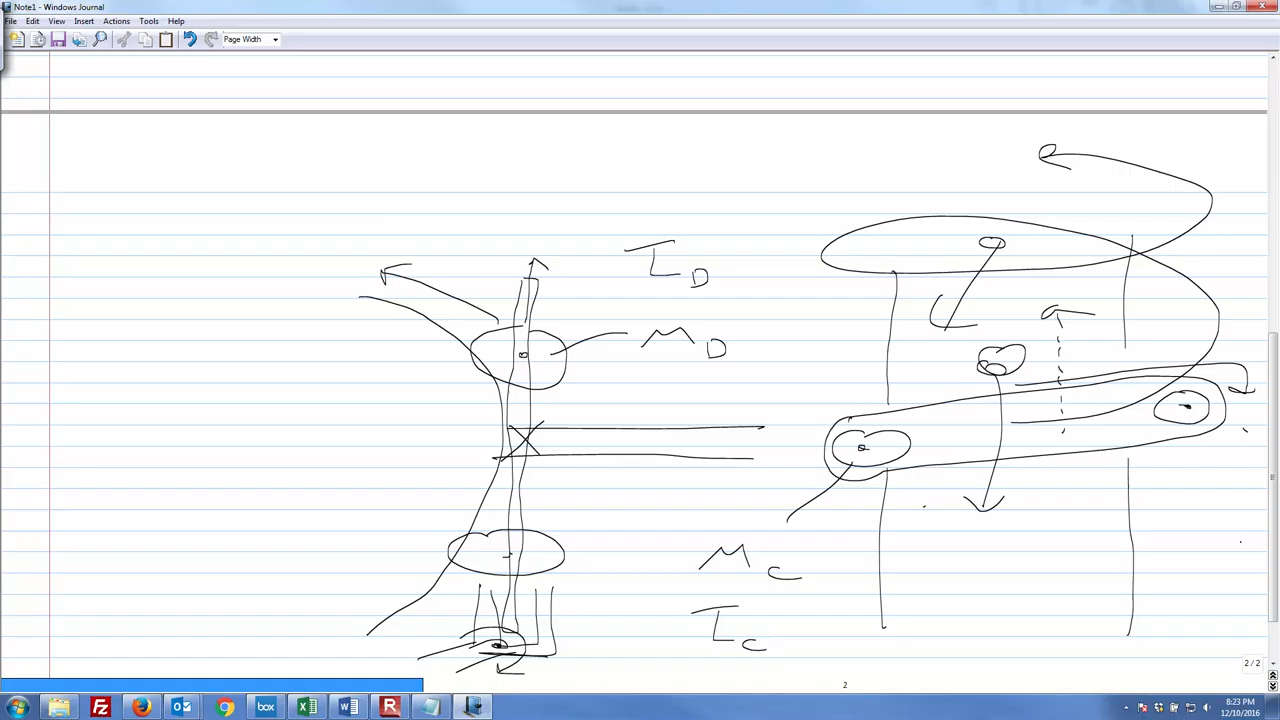 Note1 - Windows Journal
File Edit View Insert Actions Tools Help
Page Width
I D
M D
M C
I C
2 / 2
2
8:23 PM
12/10/2016